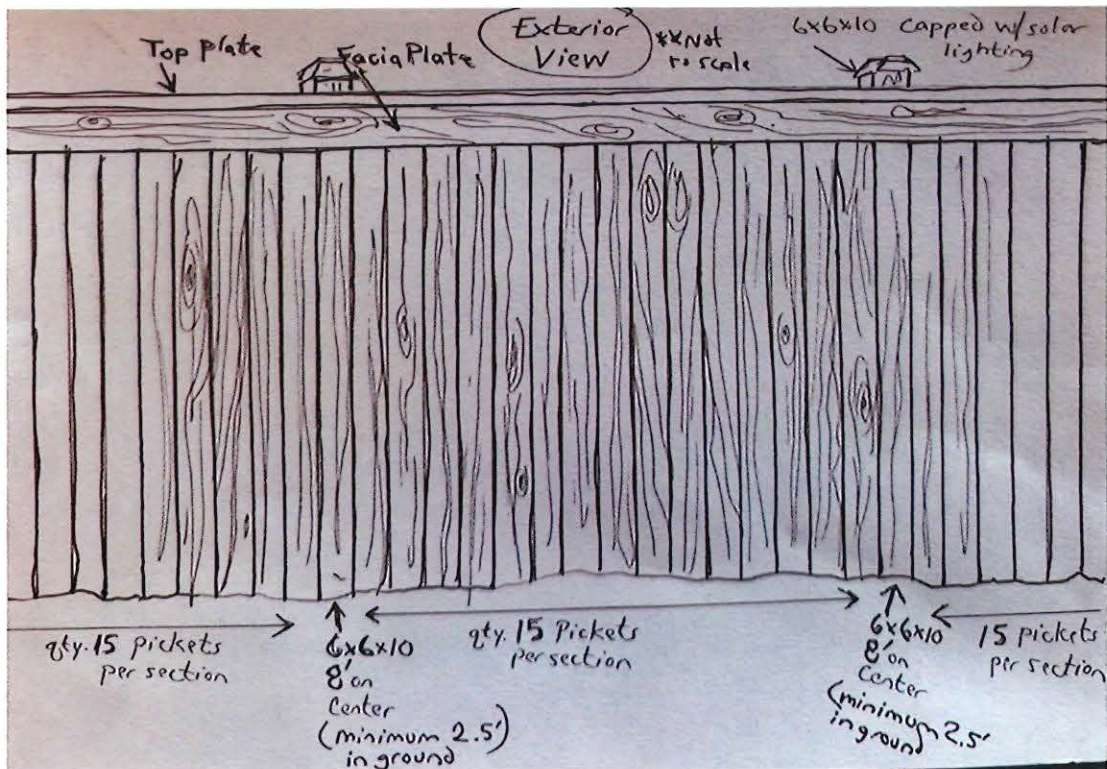 Top plate
Facia Plate
Exterior
View
**Not
to scale
6x6x10 Capped w/solar
lighting
qty. 15 Pickets
per section
6x6x10
8' on
Center
(minimum 2.5')
in ground
qty. 15 Pickets
per section
6x6x10
8' on
Center
(minimum 2.5'
in ground
15 pickets
per section